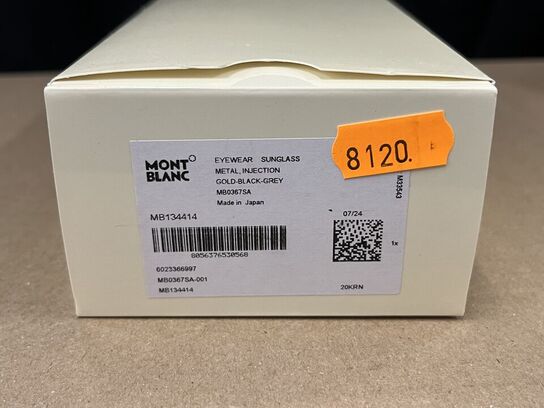 MONT BLANC
EYEWEAR SUNGLASS
METAL, INJECTION
GOLD-BLACK-GREY
MB0367SA
Made in Japan
8120.
M33543
MB134414
8056376530568
07/24
1x
6023366997
MB0367SA-001
MB134414
20KRN